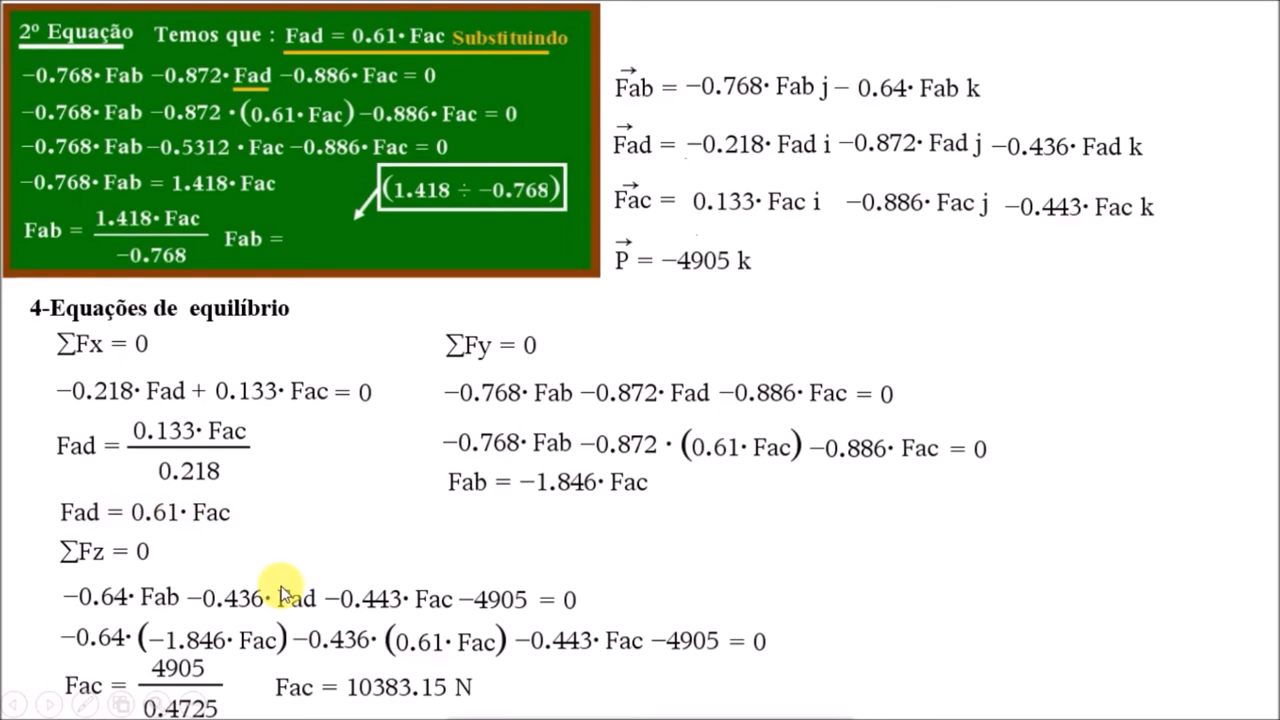 2º Equação Temos que : Fad = 0.61· Fac Substituindo
−0.768· Fab −0.872· Fad −0.886· Fac = 0
−0.768· Fab −0.872 ·(0.61· Fac) −0.886· Fac = 0
−0.768· Fab −0.5312 · Fac −0.886· Fac = 0
−0.768· Fab = 1.418· Fac
(1.418 ÷ −0.768)
Fab = 1.418· Fac / −0.768 Fab =
Fab = −0.768· Fab j − 0.64· Fab k
Fad = −0.218· Fad i −0.872· Fad j −0.436· Fad k
Fac = 0.133· Fac i −0.886· Fac j −0.443· Fac k
P = −4905 k
4-Equações de equilíbrio
∑Fx = 0
−0.218· Fad + 0.133· Fac = 0
Fad = 0.133· Fac / 0.218
Fad = 0.61· Fac
∑Fy = 0
−0.768· Fab −0.872· Fad −0.886· Fac = 0
−0.768· Fab −0.872 · (0.61· Fac) −0.886· Fac = 0
Fab = −1.846· Fac
∑Fz = 0
−0.64· Fab −0.436· Fad −0.443· Fac −4905 = 0
−0.64· (−1.846· Fac) −0.436· (0.61· Fac) −0.443· Fac −4905 = 0
Fac = 4905 / 0.4725 Fac = 10383.15 N